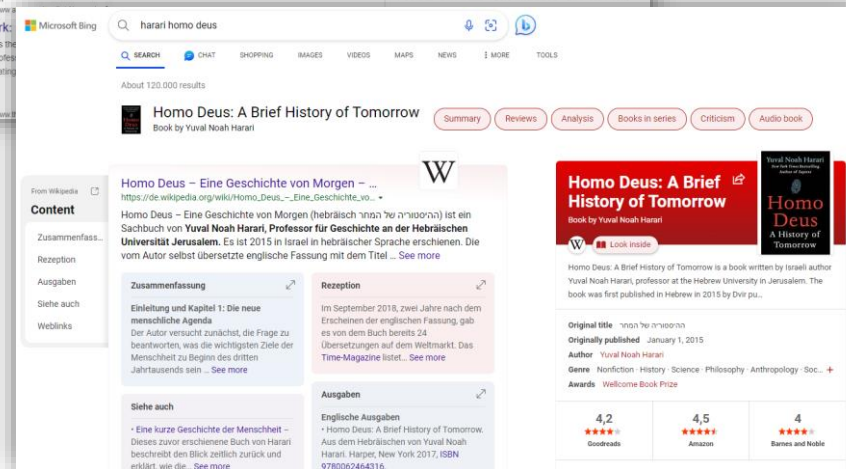 rk:
Microsoft Bing
harari homo deus
SEARCH CHAT SHOPPING IMAGES VIDEOS MAPS NEWS MORE TOOLS
About 120.000 results
Homo Deus: A Brief History of Tomorrow
Book by Yuval Noah Harari
Summary Reviews Analysis Books in series Criticism Audio book
From Wikipedia
Content
Zusammenfass...
Rezeption
Ausgaben
Siehe auch
Weblinks
W
Homo Deus – Eine Geschichte von Morgen – ...
https://de.wikipedia.org/wiki/Homo_Deus_–_Eine_Geschichte_vo...
Homo Deus – Eine Geschichte von Morgen (hebräisch ההיסטוריה של המחר) ist ein
Sachbuch von Yuval Noah Harari, Professor für Geschichte an der Hebräischen
Universität Jerusalem. Es ist 2015 in Israel in hebräischer Sprache erschienen. Die
vom Autor selbst übersetzte englische Fassung mit dem Titel ... See more
Zusammenfassung
Einleitung und Kapitel 1: Die neue
menschliche Agenda
Der Autor versucht zunächst, die Frage zu
beantworten, was die wichtigsten Ziele der
Menschheit zu Beginn des dritten
Jahrtausends sein ... See more
Rezeption
Im September 2018, zwei Jahre nach dem
Erscheinen der englischen Fassung, gab
es von dem Buch bereits 24
Übersetzungen auf dem Weltmarkt. Das
Time-Magazine listet... See more
Siehe auch
• Eine kurze Geschichte der Menschheit –
Dieses zuvor erschienene Buch von Harari
beschreibt den Blick zeitlich zurück und
erklärt, wie die... See more
Ausgaben
Englische Ausgaben
• Homo Deus: A Brief History of Tomorrow.
Aus dem Hebräischen von Yuval Noah
Harari. Harper, New York 2017, ISBN
9780062464316.
Homo Deus: A Brief
History of Tomorrow
Book by Yuval Noah Harari
W Look inside
Yuval Noah Harari
New York Times Bestselling
Author of Sapiens
Homo
Deus
A History of
Tomorrow
Homo Deus: A Brief History of Tomorrow is a book written by Israeli author
Yuval Noah Harari, professor at the Hebrew University in Jerusalem. The
book was first published in Hebrew in 2015 by Dvir pu...
Original title ההיסטוריה של המחר
Originally published January 1, 2015
Author Yuval Noah Harari
Genre Nonfiction · History · Science · Philosophy · Anthropology · Soc... +
Awards Wellcome Book Prize
4,2 4,5 4
Goodreads Amazon Barnes and Noble